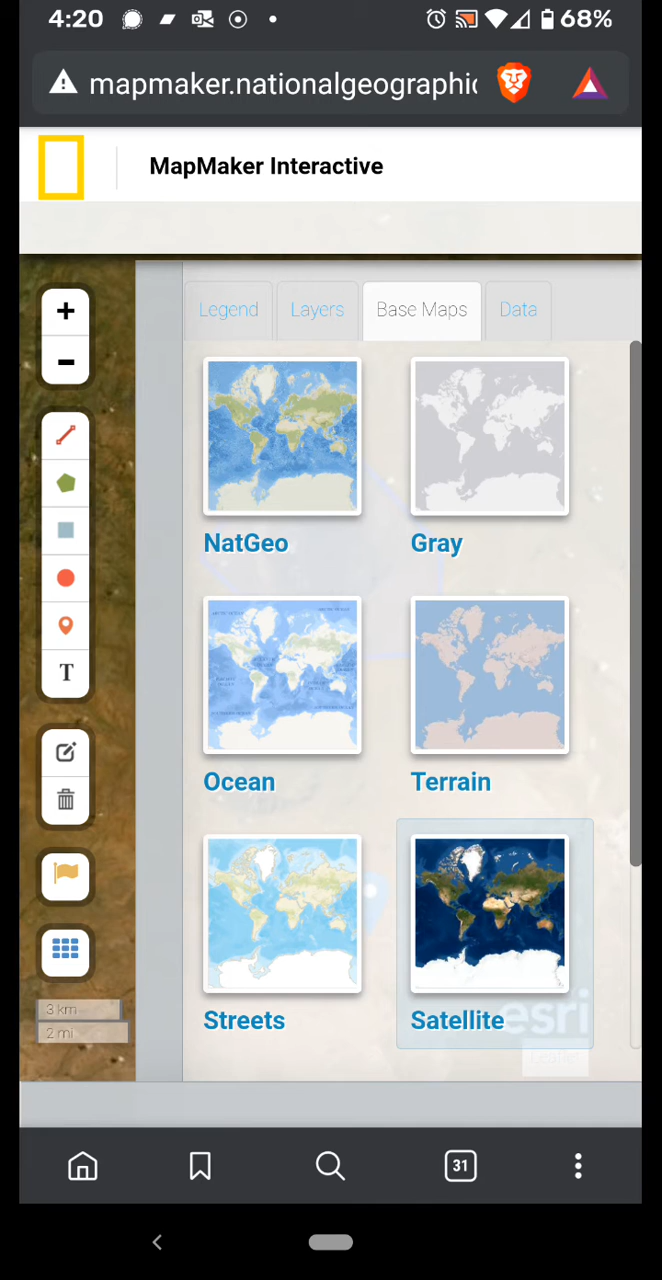 4:20
68%
mapmaker.nationalgeographic
MapMaker Interactive
+
−
Legend Layers Base Maps Data
NatGeo Gray
Ocean Terrain
T
Streets Satellite
esri
Leaflet
3 km
2 mi
31